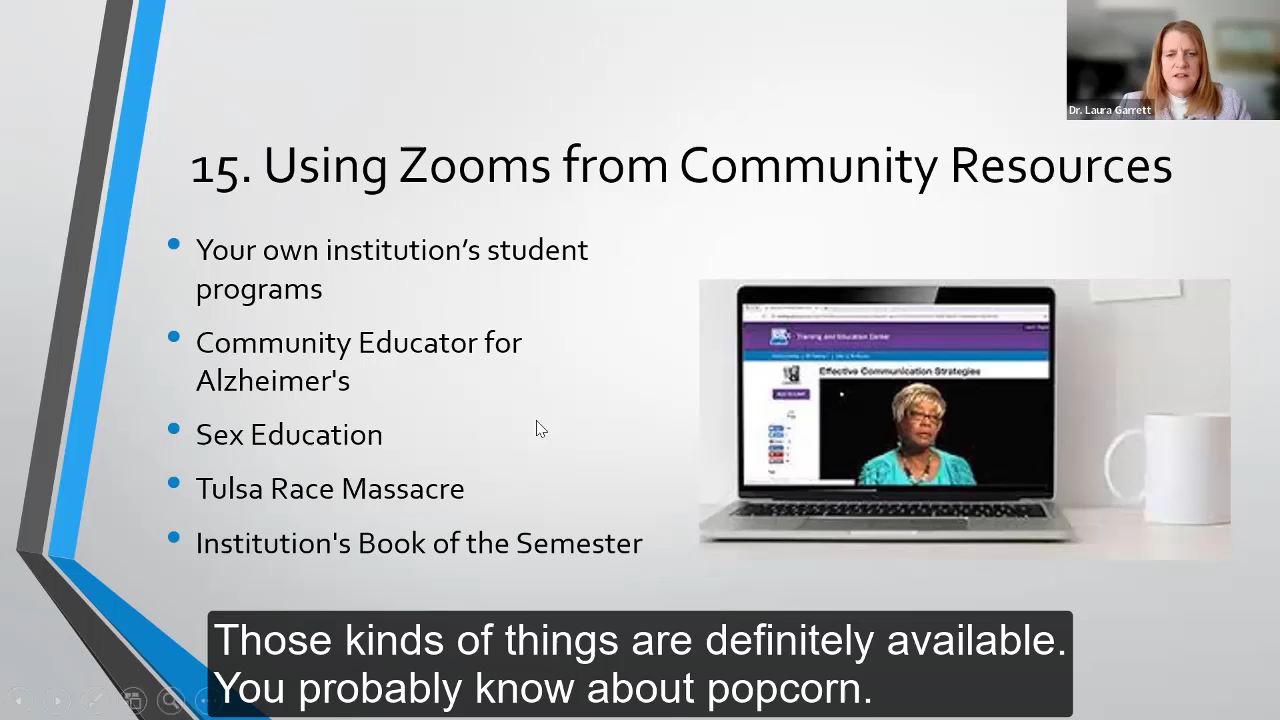 Dr. Laura Garrett
15. Using Zooms from Community Resources
• Your own institution's student
programs
• Community Educator for
Alzheimer's
• Sex Education
• Tulsa Race Massacre
• Institution's Book of the Semester
Training and Education Center
Effective Communication Strategies
Those kinds of things are definitely available.
You probably know about popcorn.